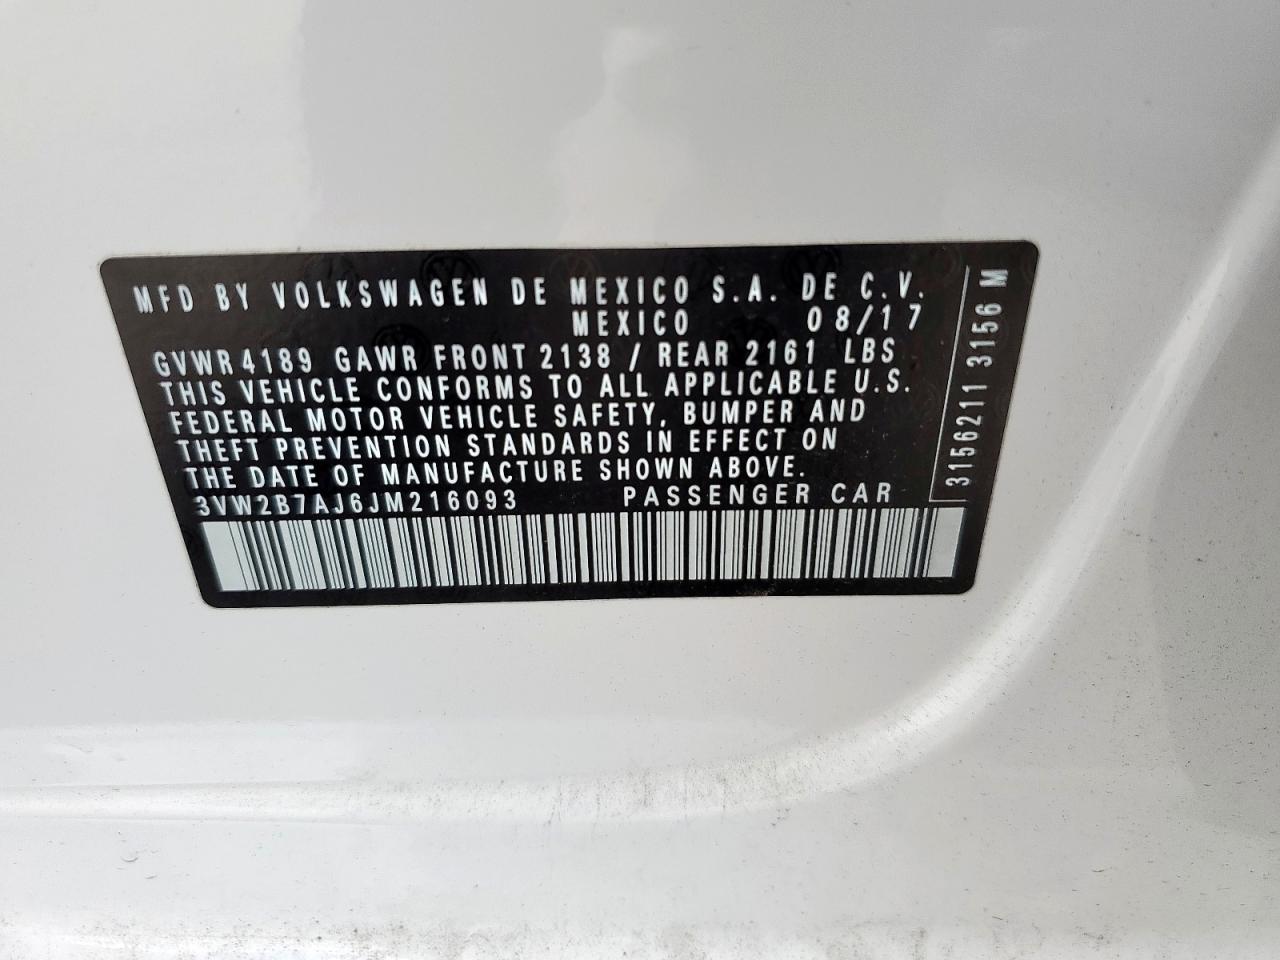 MFD BY VOLKSWAGEN DE MEXICO S.A. DE C.V.
MEXICO 08/17
GVWR 4189 GAWR FRONT 2138 / REAR 2161 LBS
THIS VEHICLE CONFORMS TO ALL APPLICABLE U.S.
FEDERAL MOTOR VEHICLE SAFETY, BUMPER AND
THEFT PREVENTION STANDARDS IN EFFECT ON
THE DATE OF MANUFACTURE SHOWN ABOVE.
3VW2B7AJ6JM216093 PASSENGER CAR
3156211 3156 M